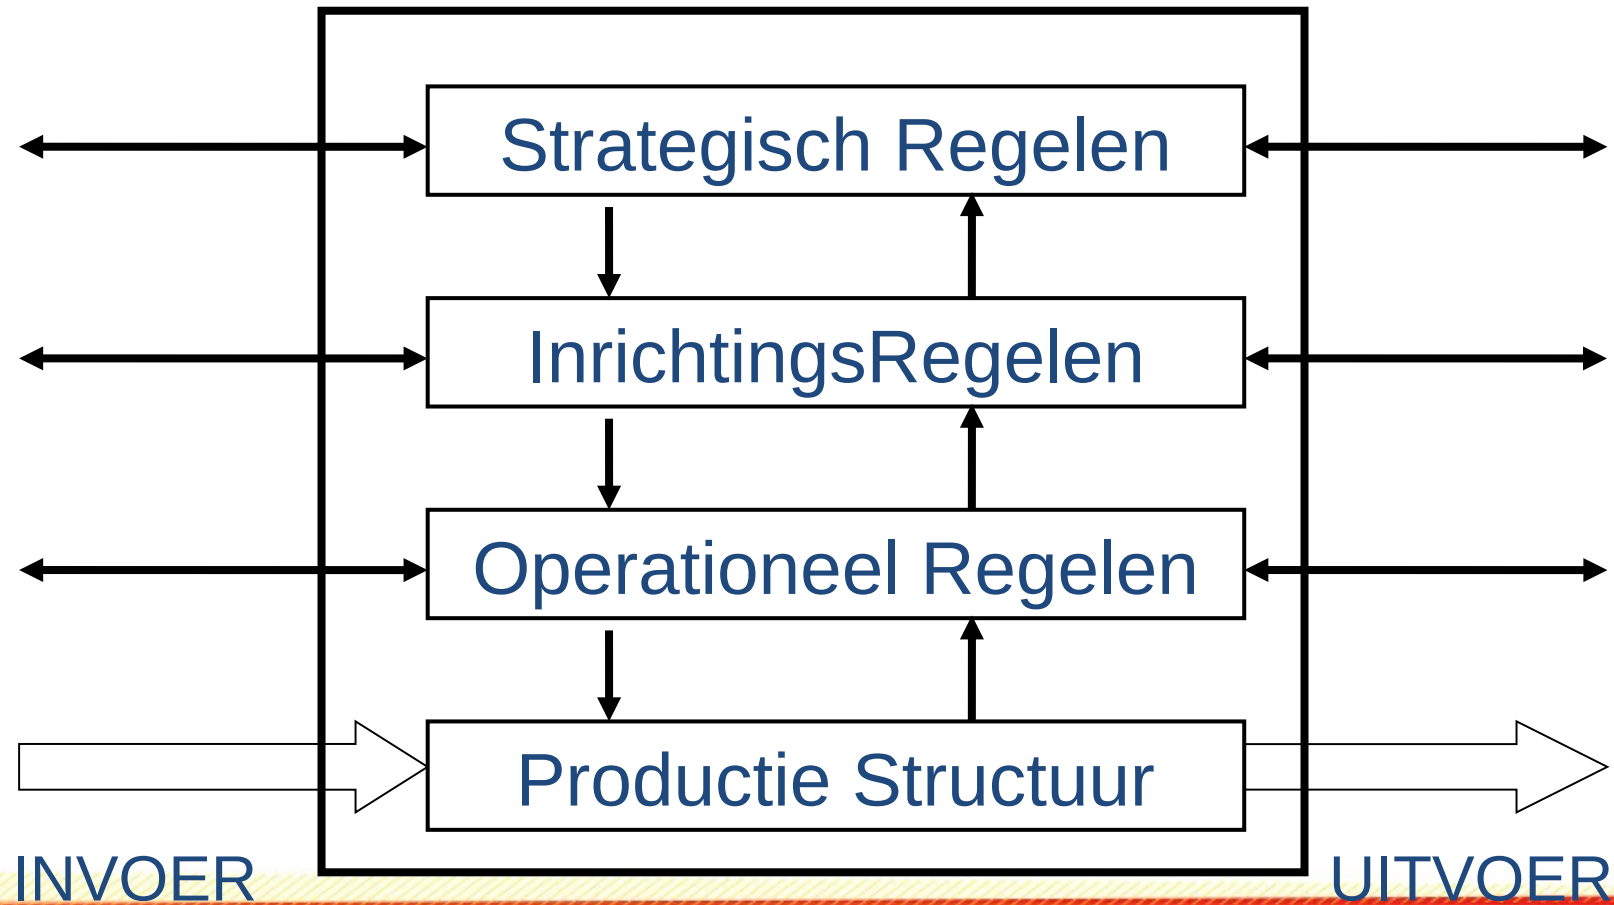 Strategisch Regelen
InrichtingsRegelen
Operationeel Regelen
Productie Structuur
INVOER
UITVOER